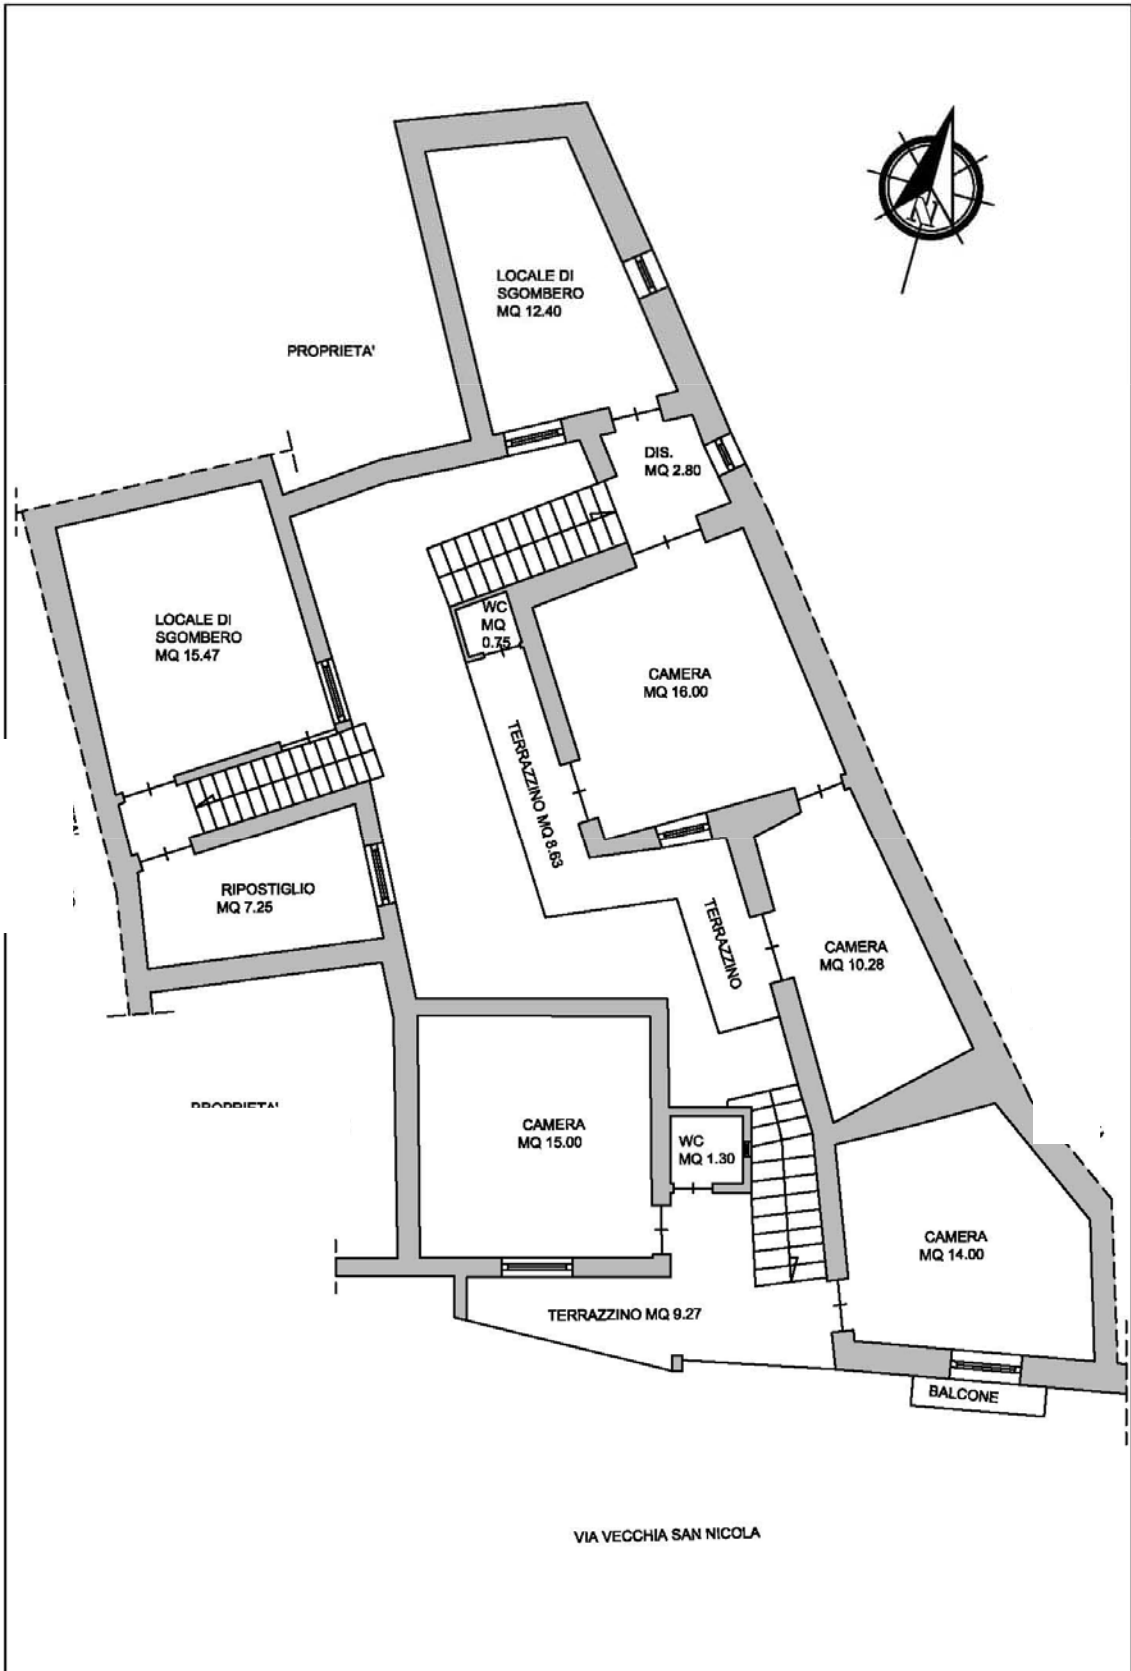 LOCALE DI
SGOMBERO
MQ 12.40
N
PROPRIETA'
DIS.
MQ 2.80
LOCALE DI
SGOMBERO
MQ 15.47
WC
MQ
0.75
CAMERA
MQ 16.00
TERRAZZINO MQ 8.63
RIPOSTIGLIO
MQ 7.25
TERRAZZINO
CAMERA
MQ 10.28
PROPRIETA'
CAMERA
MQ 15.00
WC
MQ 1.30
CAMERA
MQ 14.00
TERRAZZINO MQ 9.27
BALCONE
VIA VECCHIA SAN NICOLA